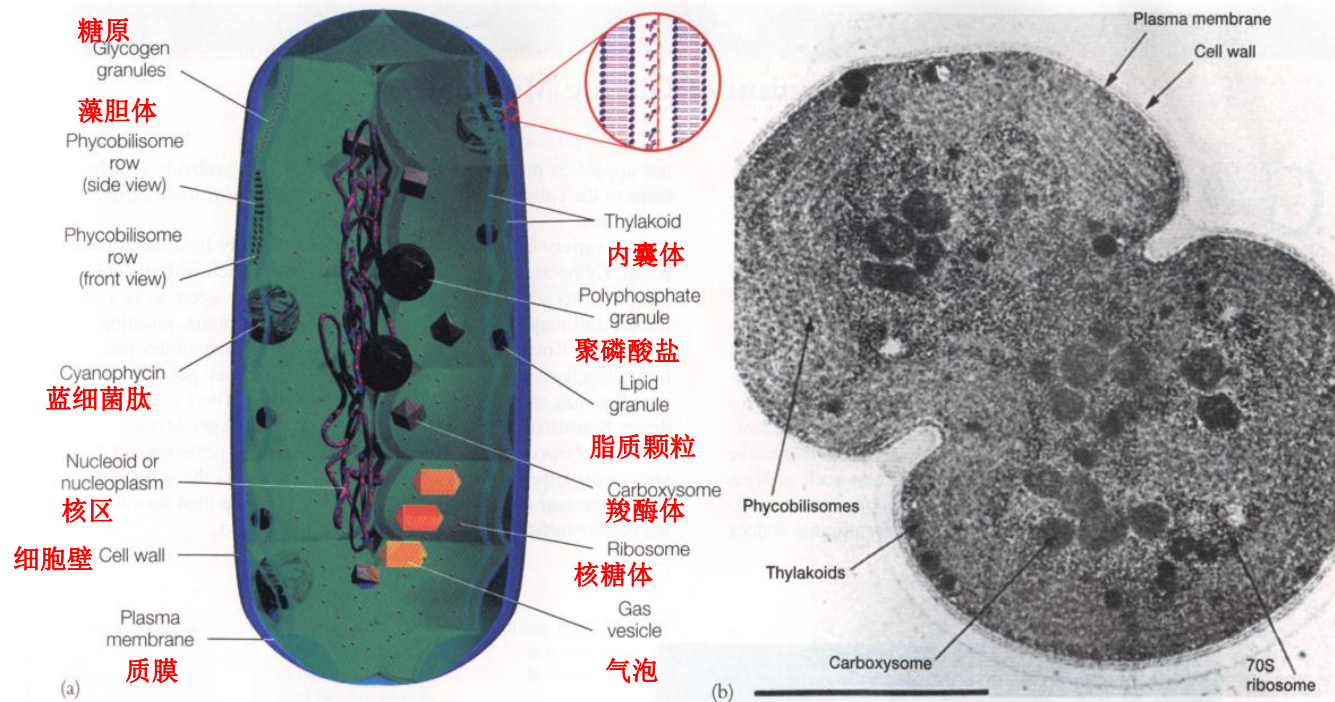 糖原
Glycogen
granules
藻胆体
Phycobilisome
row
(side view)
Phycobilisome
row
(front view)
Cyanophycin
蓝细菌肽
Nucleoid or
nucleoplasm
核区
细胞壁 Cell wall
Plasma
membrane
质膜
(a)
Thylakoid
内囊体
Polyphosphate
granule
聚磷酸盐
Lipid
granule
脂质颗粒
Carboxysome
羧酶体
Ribosome
核糖体
Gas
vesicle
气泡
Plasma membrane
Cell wall
Phycobilisomes
Thylakoids
Carboxysome
70S
ribosome
(b)